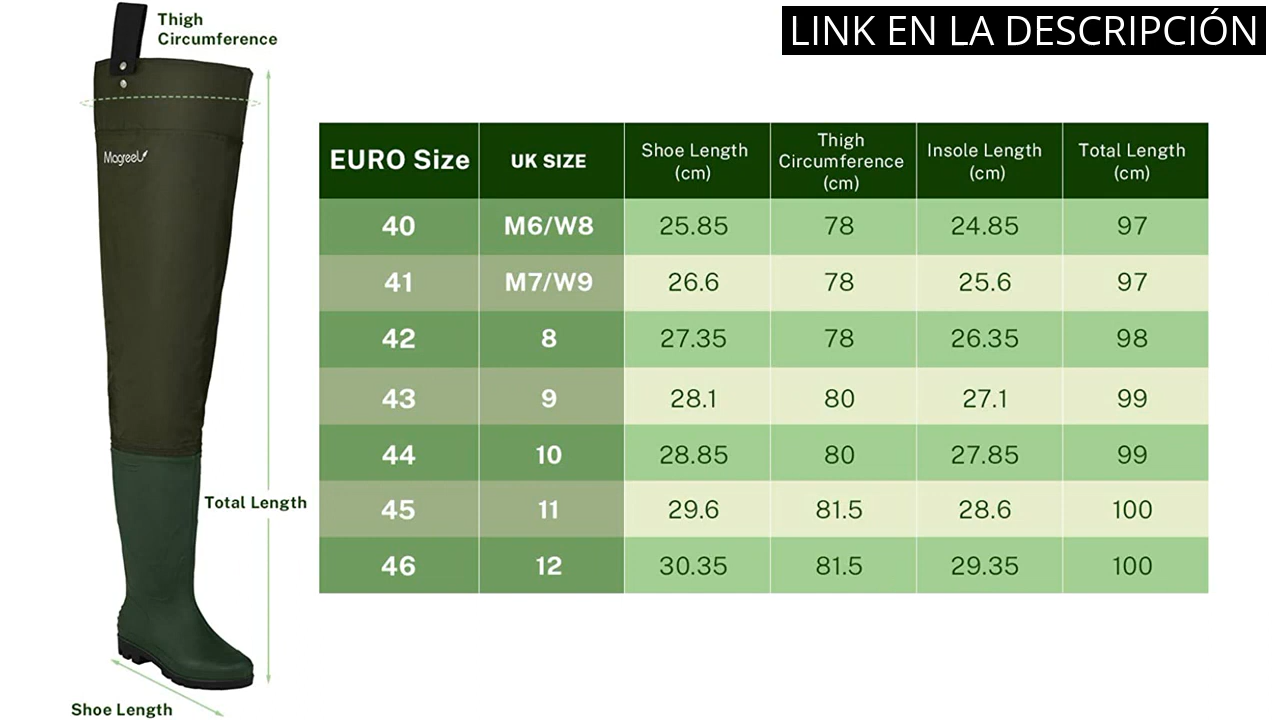 LINK EN LA DESCRIPCIÓN
Thigh
Circumference
Magreel
Total Length
Shoe Length
EURO Size UK SIZE Shoe Length (cm) Thigh Circumference (cm) Insole Length (cm) Total Length (cm)
40 M6/W8 25.85 78 24.85 97
41 M7/W9 26.6 78 25.6 97
42 8 27.35 78 26.35 98
43 9 28.1 80 27.1 99
44 10 28.85 80 27.85 99
45 11 29.6 81.5 28.6 100
46 12 30.35 81.5 29.35 100